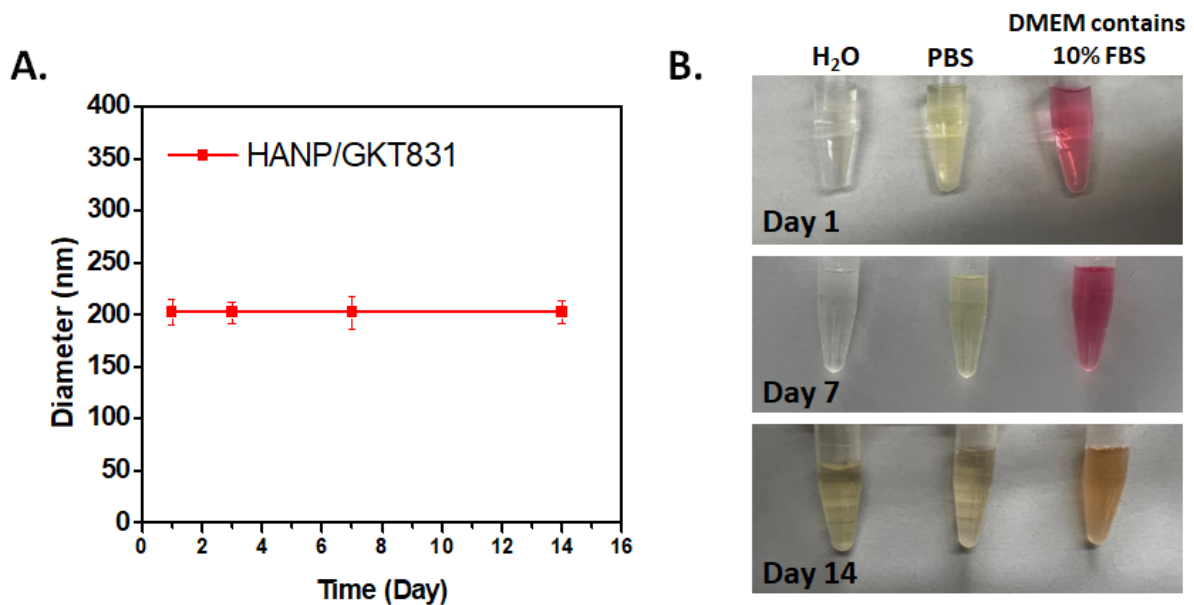 A.
400
350
300
250
200
150
100
50
0
HANP/GKT831
Diameter (nm)
0 2 4 6 8 10 12 14 16
Time (Day)
B.
H₂O
PBS
DMEM contains
10% FBS
Day 1
Day 7
Day 14